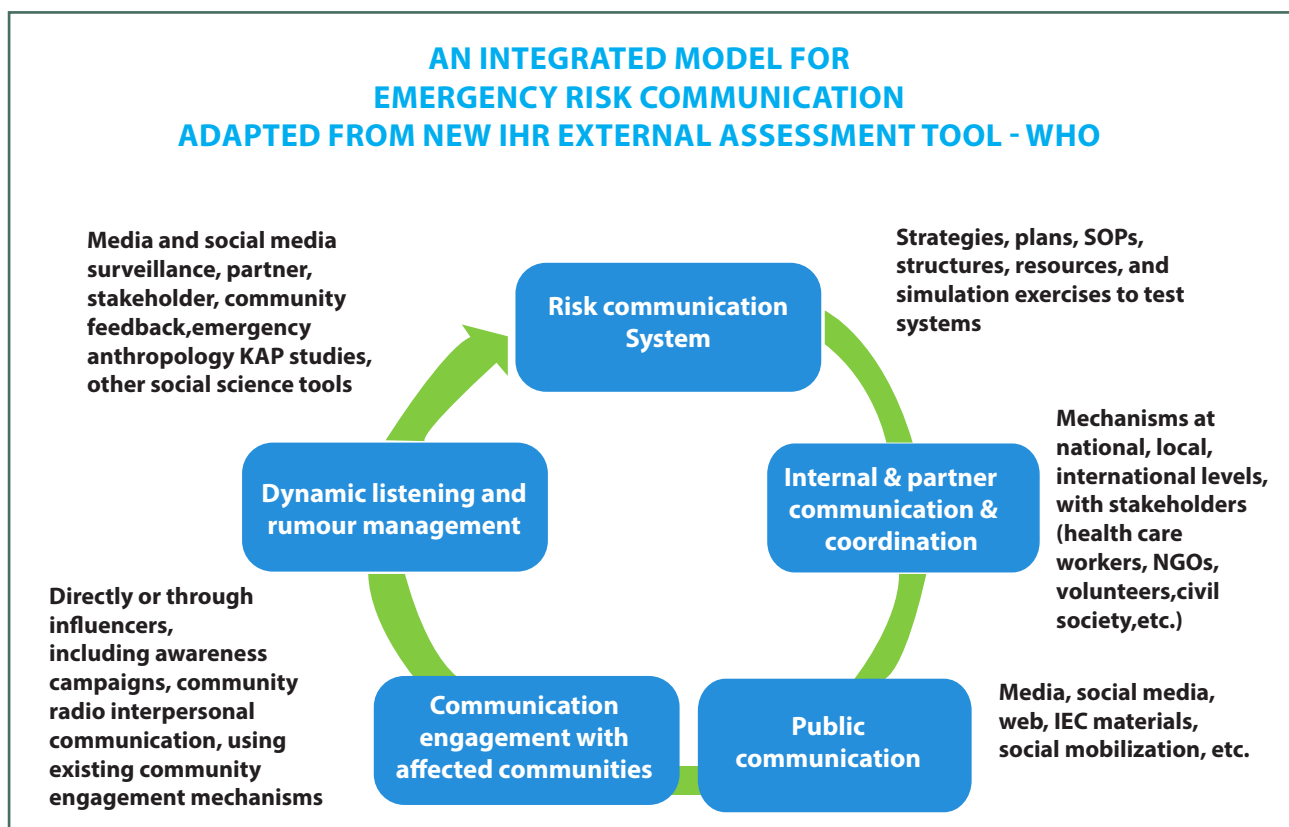 AN INTEGRATED MODEL FOR
EMERGENCY RISK COMMUNICATION
ADAPTED FROM NEW IHR EXTERNAL ASSESSMENT TOOL - WHO
Media and social media
surveillance, partner,
stakeholder, community
feedback,emergency
anthropology KAP studies,
other social science tools
Risk communication
System
Strategies, plans, SOPs,
structures, resources, and
simulation exercises to test
systems
Dynamic listening and
rumour management
Internal & partner
communication &
coordination
Mechanisms at
national, local,
international levels,
with stakeholders
(health care
workers, NGOs,
volunteers,civil
society,etc.)
Directly or through
influencers,
including awareness
campaigns, community
radio interpersonal
communication, using
existing community
engagement mechanisms
Communication
engagement with
affected communities
Public
communication
Media, social media,
web, IEC materials,
social mobilization, etc.